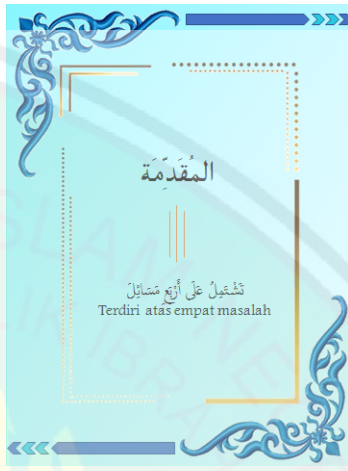 المُقَدِّمَة
تَشْتَمِلُ عَلَى أَرْبَعِ مَسَائِلَ
Terdiri atas empat masalah